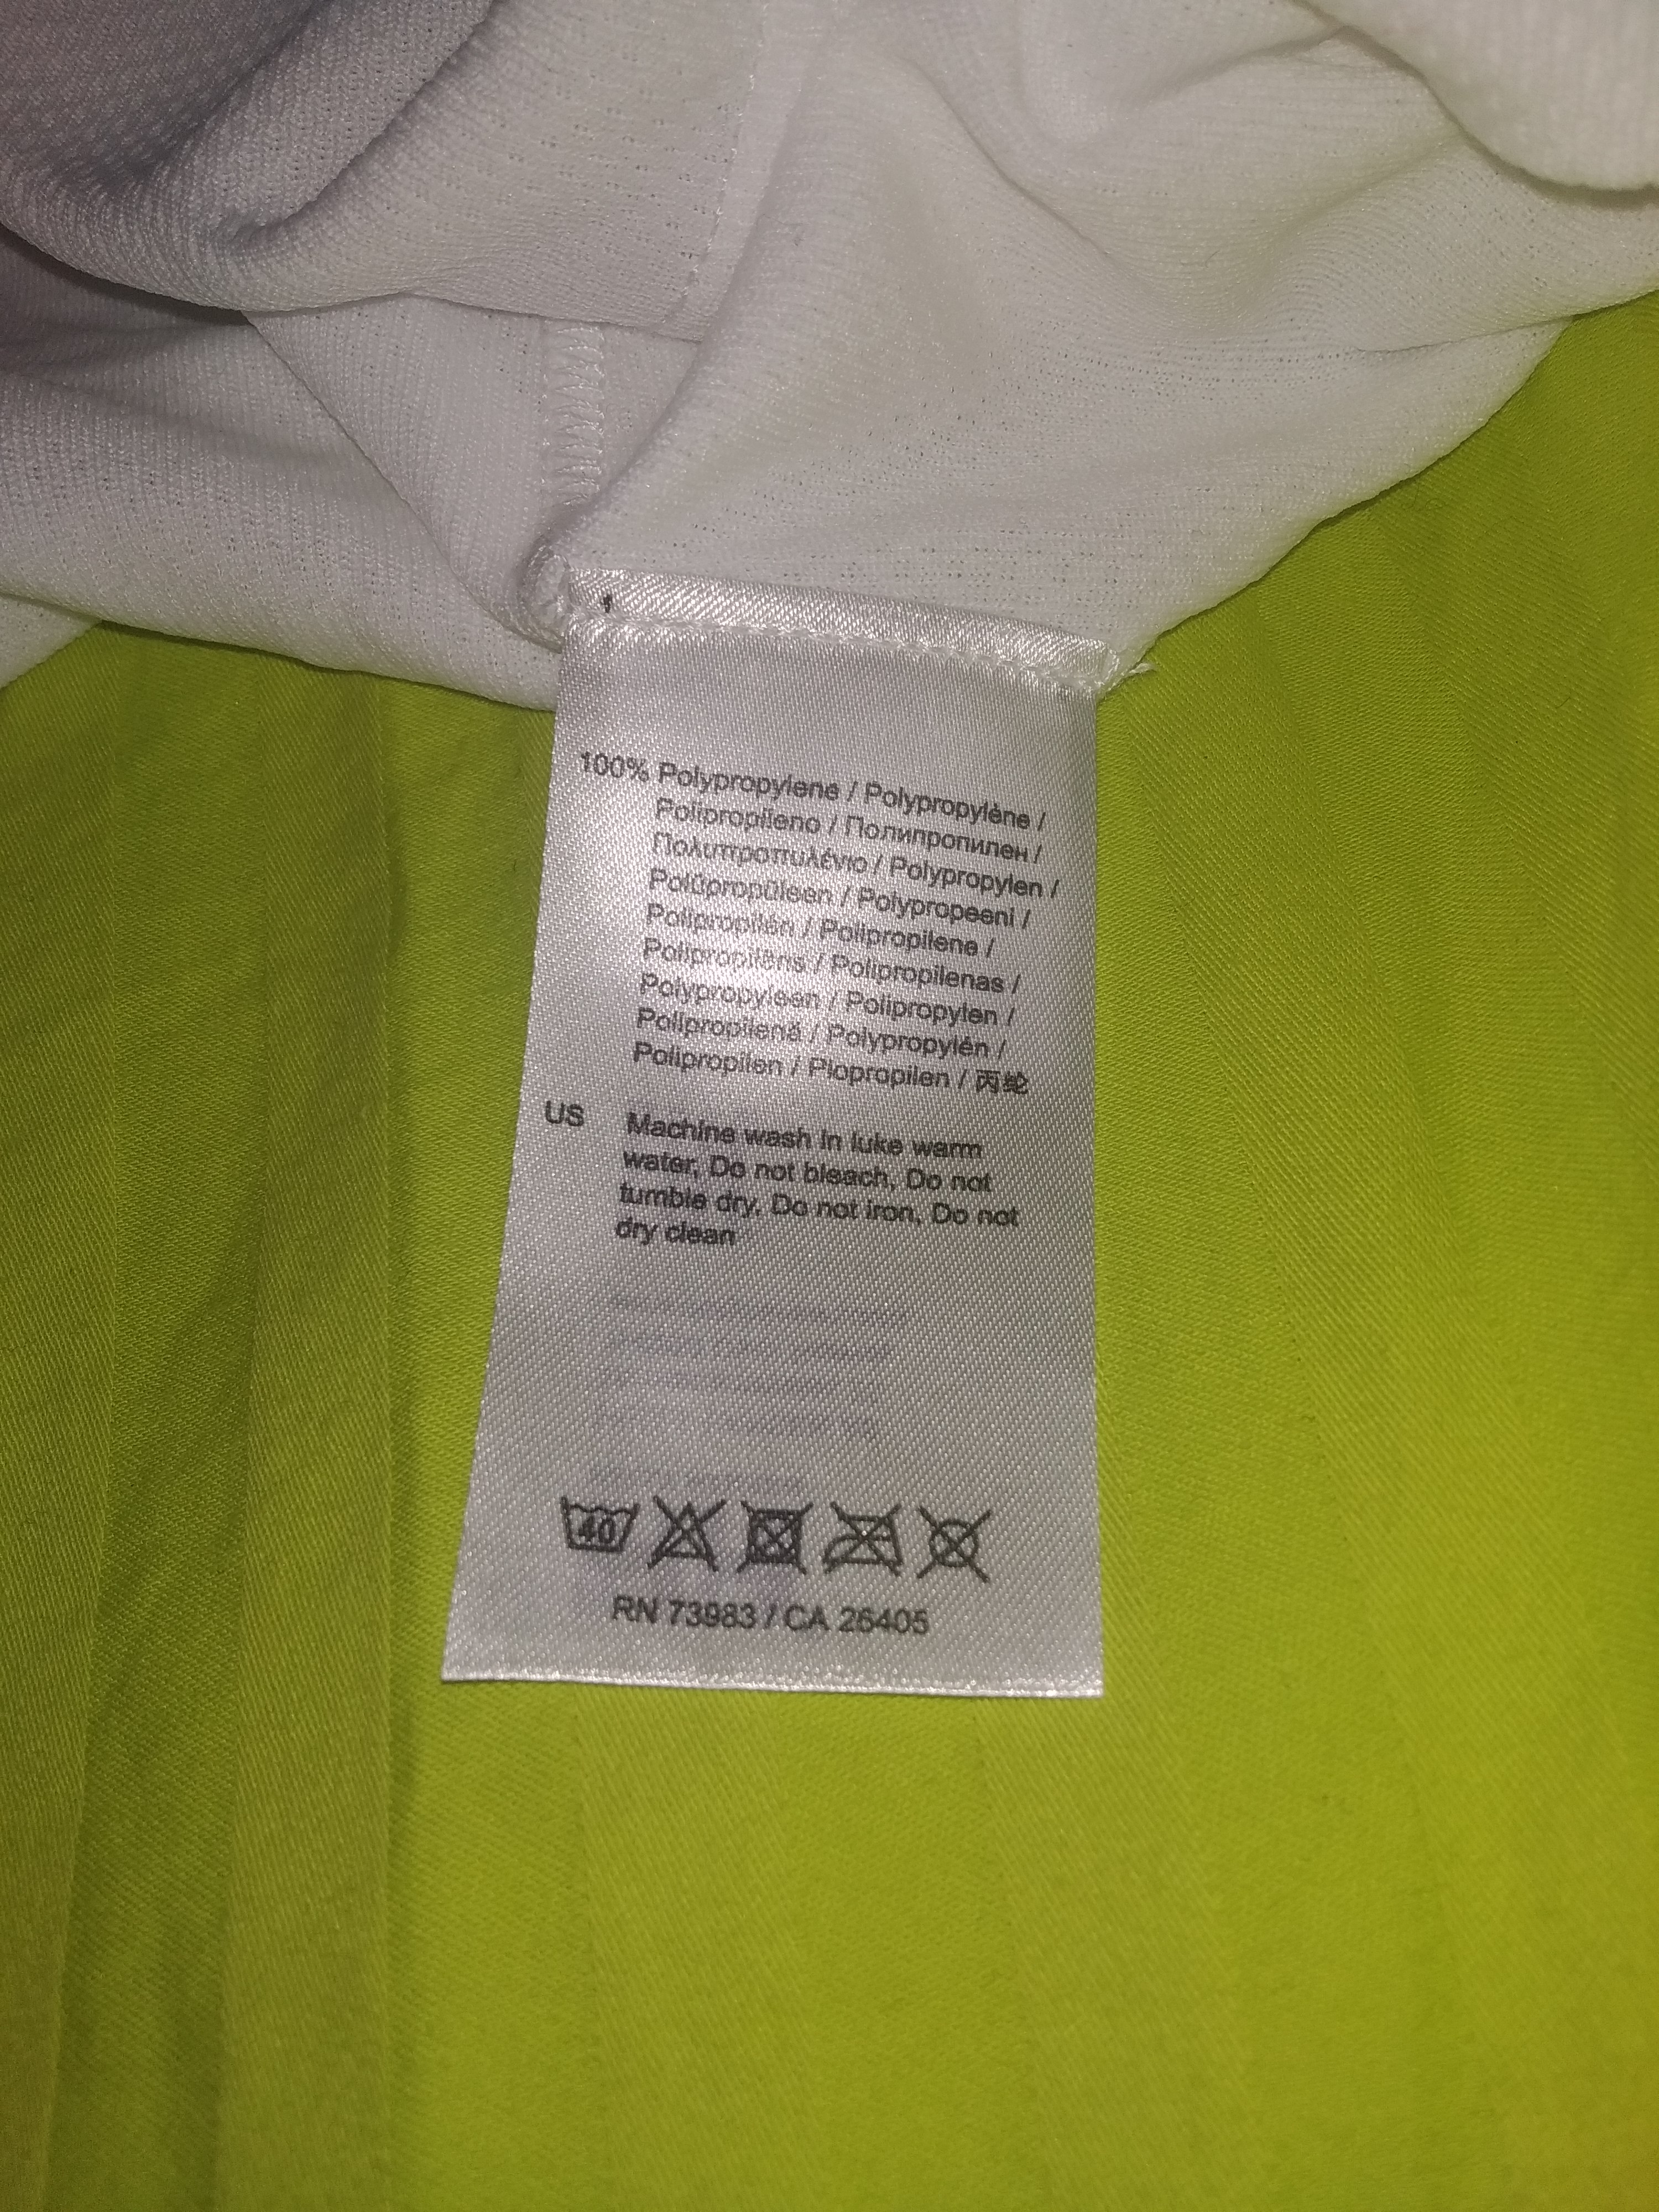 100% Polypropylene / Polypropylène /
Polipropileno / Полипропилен /
Πολυπροπυλένιο / Polypropylen /
Polüpropüleen / Polypropeeni /
Polipropilén / Polipropilene /
Polipropilēns / Polipropilenas /
Polypropyleen / Polipropylen /
Polipropilenă / Polypropylén /
Polipropilen / Plopropilen / 丙纶
US Machine wash in luke warm
water, Do not bleach, Do not
tumble dry, Do not iron, Do not
dry clean
40
RN 73983 / CA 26405